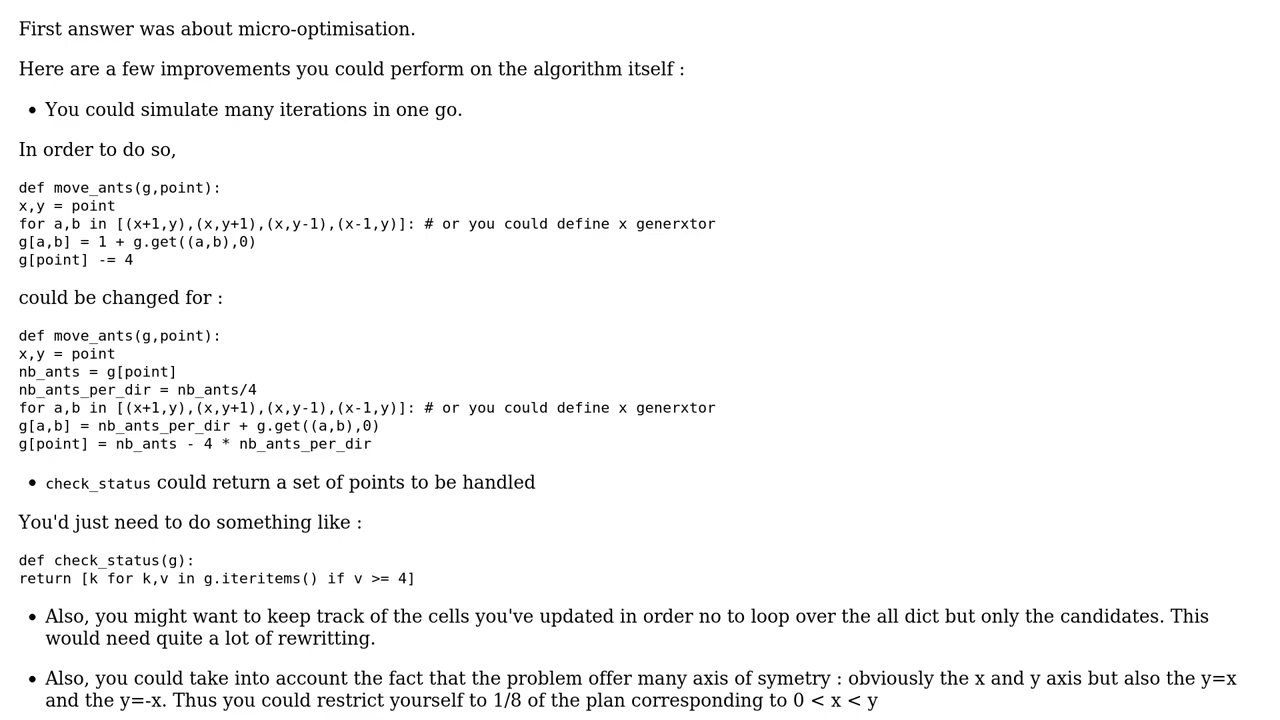 First answer was about micro-optimisation.
Here are a few improvements you could perform on the algorithm itself :
• You could simulate many iterations in one go.
In order to do so,
def move_ants(g,point):
x,y = point
for a,b in [(x+1,y),(x,y+1),(x,y-1),(x-1,y)]: # or you could define x generxtor
g[a,b] = 1 + g.get((a,b),0)
g[point] -= 4
could be changed for :
def move_ants(g,point):
x,y = point
nb_ants = g[point]
nb_ants_per_dir = nb_ants/4
for a,b in [(x+1,y),(x,y+1),(x,y-1),(x-1,y)]: # or you could define x generxtor
g[a,b] = nb_ants_per_dir + g.get((a,b),0)
g[point] = nb_ants - 4 * nb_ants_per_dir
• check_status could return a set of points to be handled
You'd just need to do something like :
def check_status(g):
return [k for k,v in g.iteritems() if v >= 4]
• Also, you might want to keep track of the cells you've updated in order no to loop over the all dict but only the candidates. This
would need quite a lot of rewritting.
• Also, you could take into account the fact that the problem offer many axis of symetry : obviously the x and y axis but also the y=x
and the y=-x. Thus you could restrict yourself to 1/8 of the plan corresponding to 0 < x < y